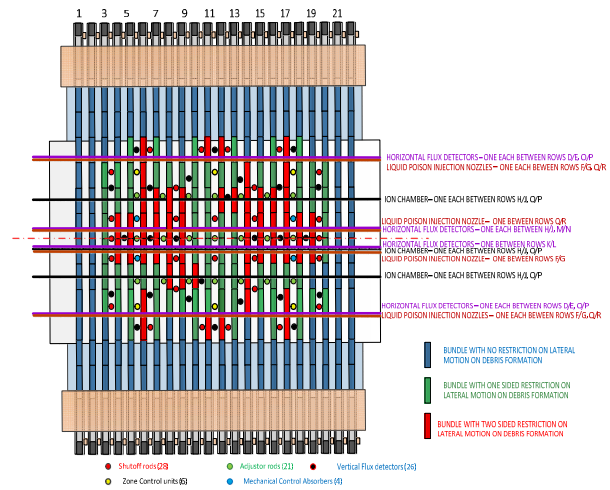 1 3 5 7 9 11 13 15 17 19 21
HORIZONTAL FLUX DETECTORS—ONE EACH BETWEEN ROWS D/E, O/P
LIQUID POISON INJECTION NOZZLES— ONE EACH BEWEEN ROWS F/G, Q/R
ION CHAMBER—ONE EACH BETWEEN ROWS H/J, O/P
LIQUID POISON INJECTION NOZZLES— ONE BEWEEN ROWS Q/R
HORIZONTAL FLUX DETECTORS— ONE EACH BETWEEN ROWS H/J, M/N
HORIZONTAL FLUX DETECTORS—ONE BETWEEN ROWS K/L
ION CHAMBER—ONE EACH BETWEEN ROWS H/J, O/P
LIQUID POISON INJECTION NOZZLE— ONE BEWEEN ROWS F/G
ION CHAMBER— ONE EACH BETWEEN ROWS H/J, O/P
HORIZONTAL FLUX DETECTORS—ONE EACH BETWEEN ROWS D/E, O/P
LIQUID POISON INJECTION NOZZLES— ONE EACH BEWEEN ROWS F/G, Q/R
BUNDLE WITH NO RESTRICTION ON LATERAL
MOTION ON DEBRIS FORMATION
BUNDLE WITH ONE SIDED RESTRICTION ON
LATERAL MOTION ON DEBRIS FORMATION
BUNDLE WITH TWO SIDED RESTRICTION ON
LATERAL MOTION ON DEBRIS FORMATION
Shutoff rods (28) Adjustor rods (21) Vertical Flux detectors (26)
Zone Control units (6) Mechanical Control Absorbers (4)